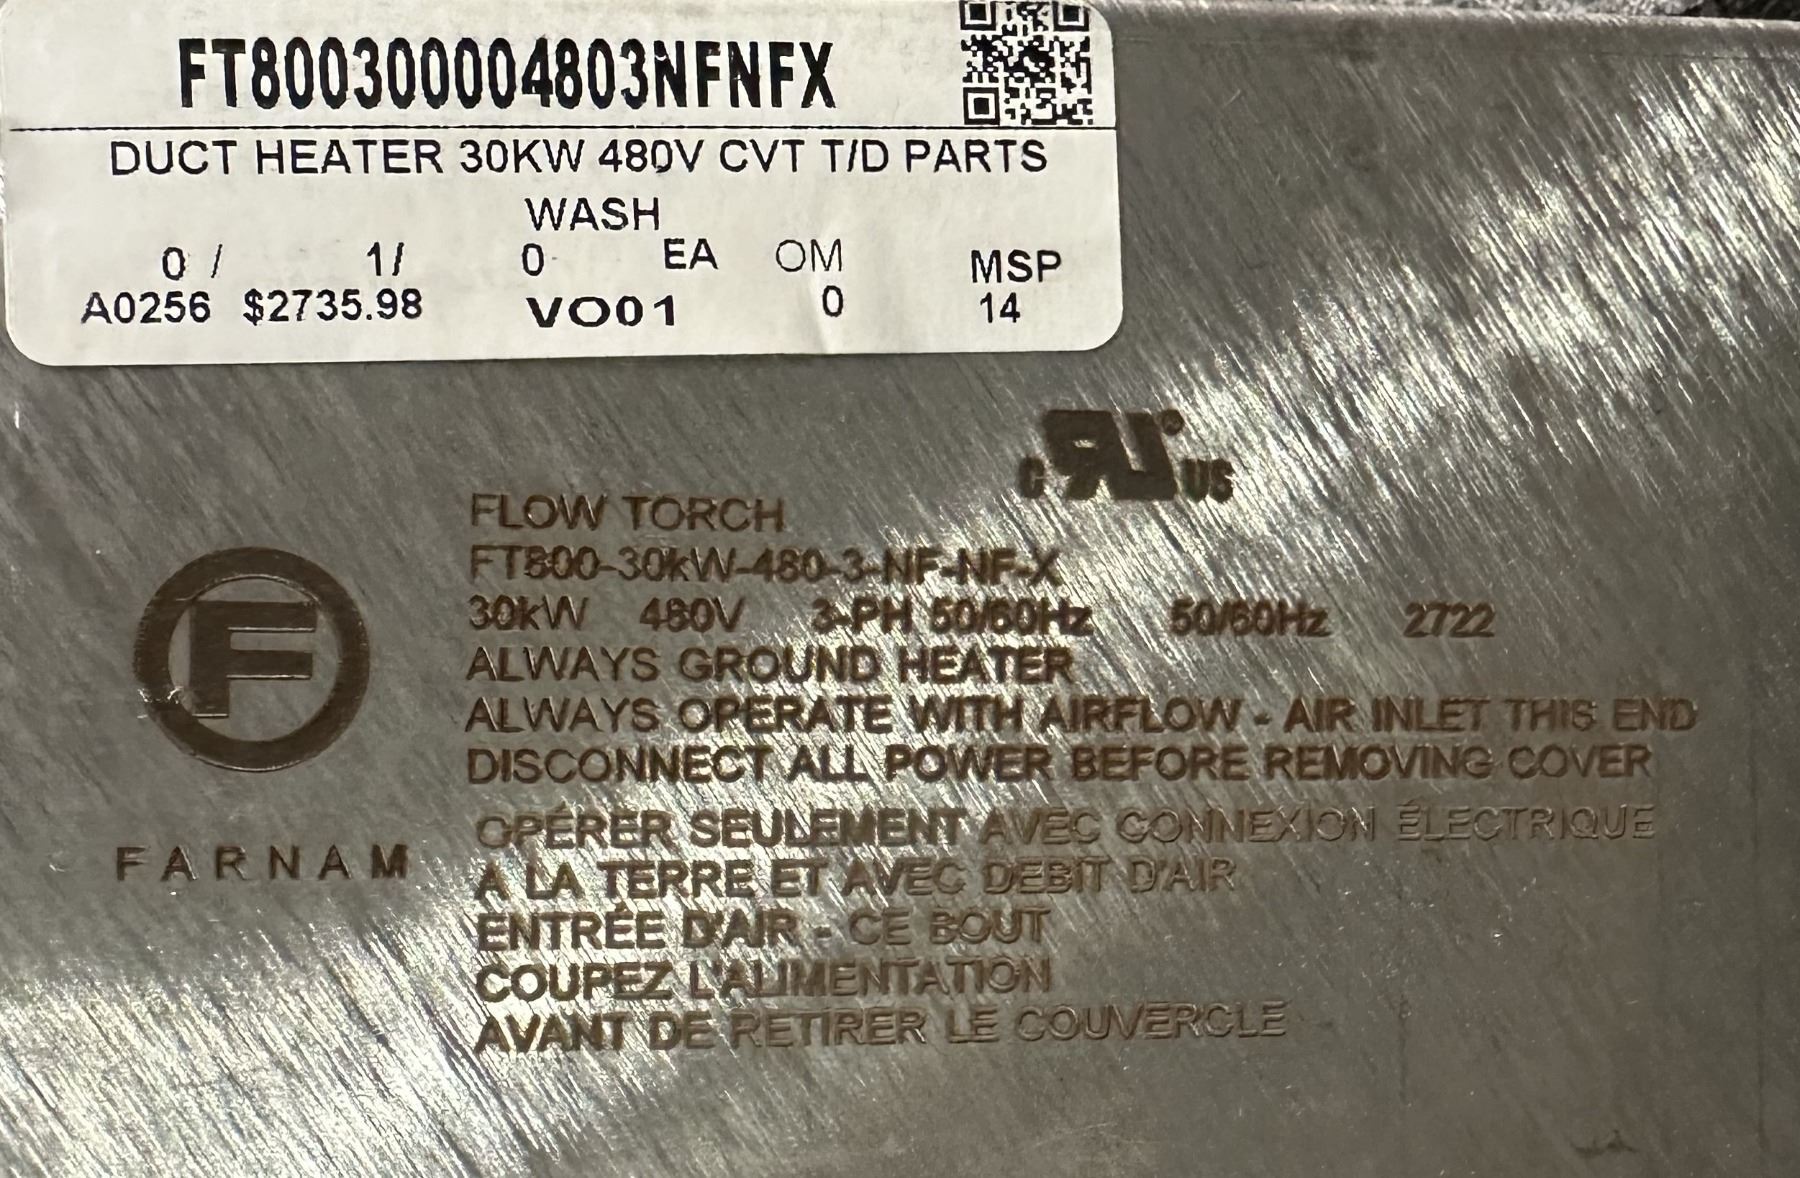 FT800300004803NFNFX
DUCT HEATER 30KW 480V CVT T/D PARTS
WASH
0 / 1/ 0 EA OM MSP
A0256 $2735.98 VO01 0 14
C RU® US
FLOW TORCH
FT800-30kW-480-3-NF-NF-X
30kW 480V 3-PH 50/60Hz 50/60Hz 2722
ALWAYS GROUND HEATER
ALWAYS OPERATE WITH AIRFLOW - AIR INLET THIS END
DISCONNECT ALL POWER BEFORE REMOVING COVER
F
FARNAM
OPÉRER SEULEMENT AVEC CONNEXION ÉLECTRIQUE
A LA TERRE ET AVEC DEBIT D'AIR
ENTRÉE D'AIR - CE BOUT
COUPEZ L'ALIMENTATION
AVANT DE RETIRER LE COUVERCLE